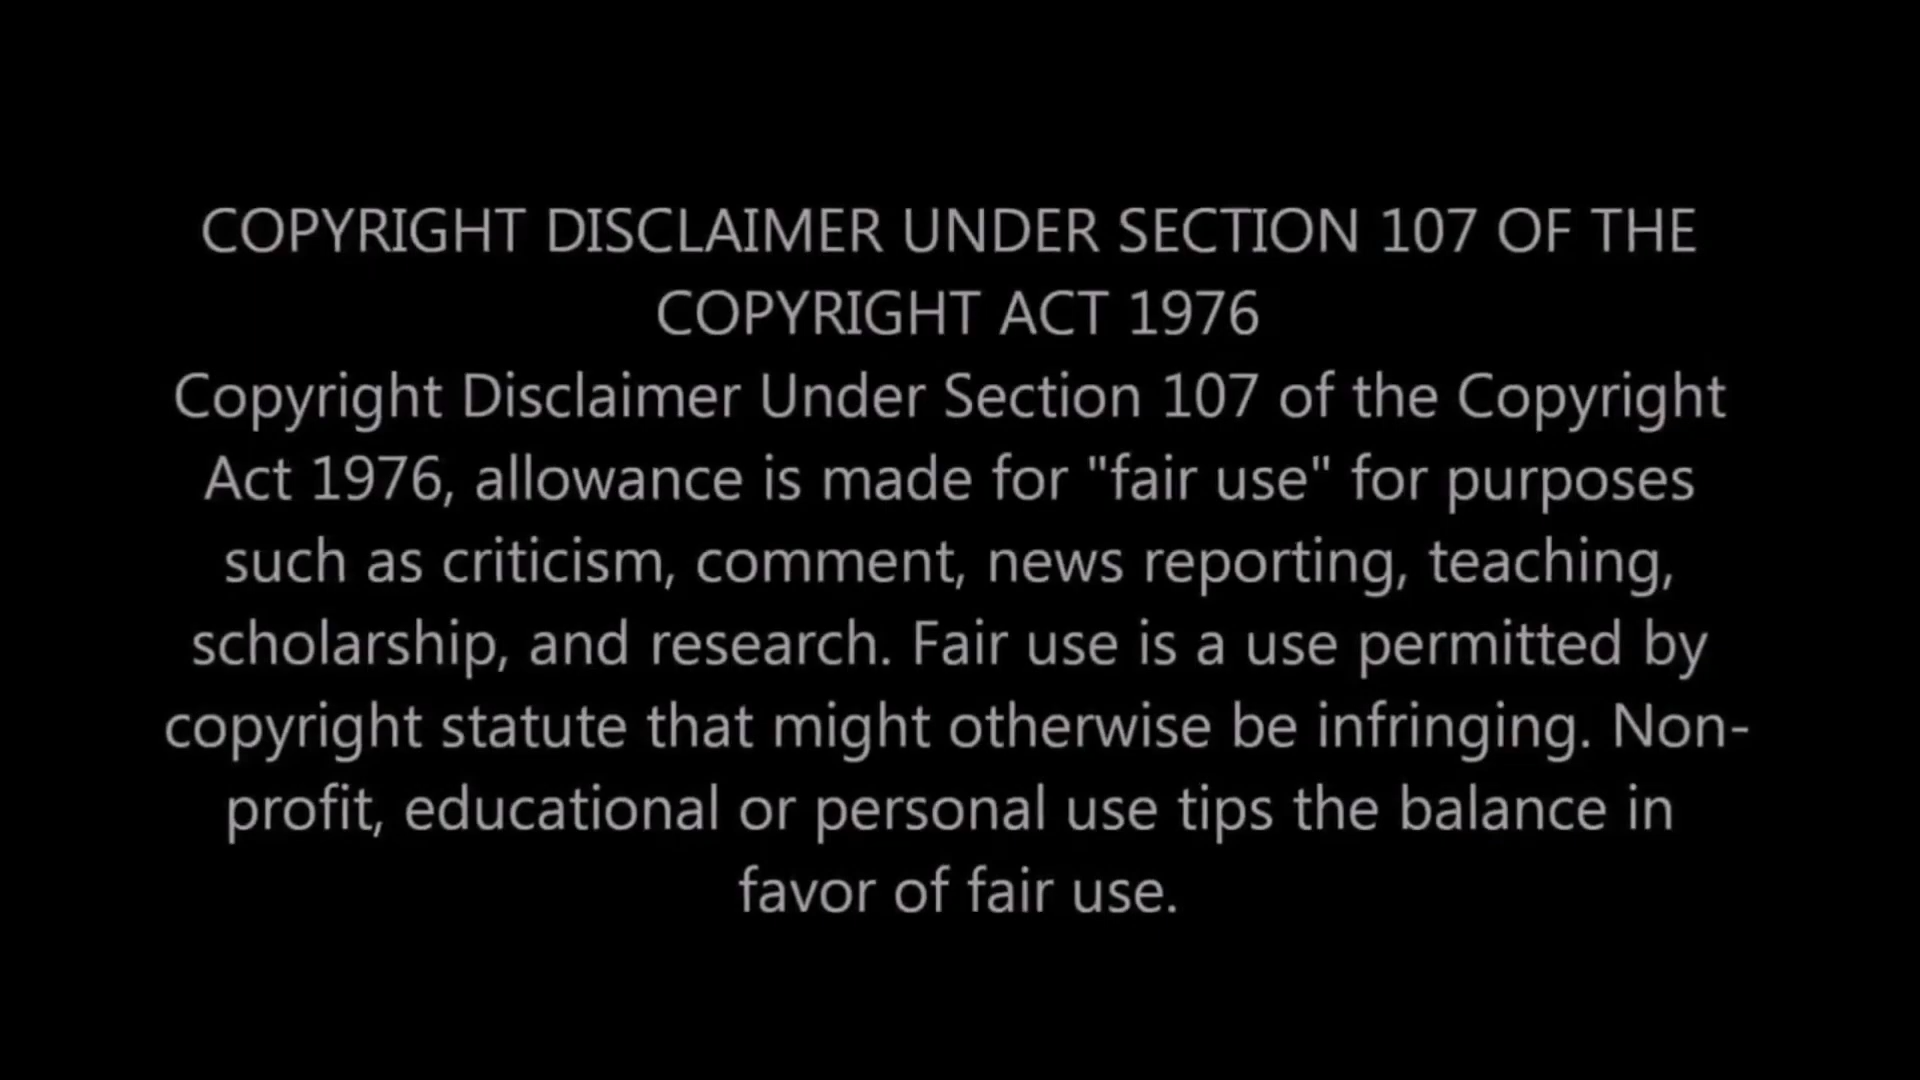 COPYRIGHT DISCLAIMER UNDER SECTION 107 OF THE
COPYRIGHT ACT 1976
Copyright Disclaimer Under Section 107 of the Copyright
Act 1976, allowance is made for "fair use" for purposes
such as criticism, comment, news reporting, teaching,
scholarship, and research. Fair use is a use permitted by
copyright statute that might otherwise be infringing. Non-
profit, educational or personal use tips the balance in
favor of fair use.